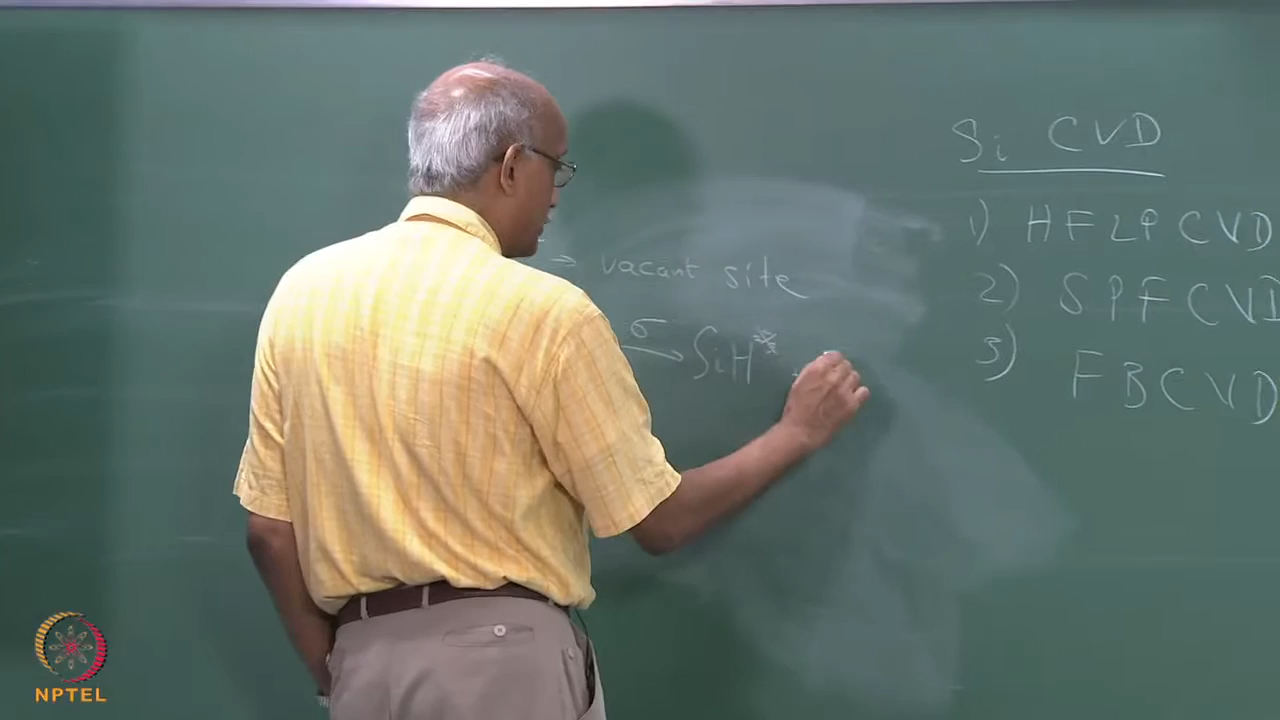 ⇒ vacant site
σ → SiH*
Si CVD
1) HFLPCVD
2) SPFCVD
3) FBCVD
NPTEL